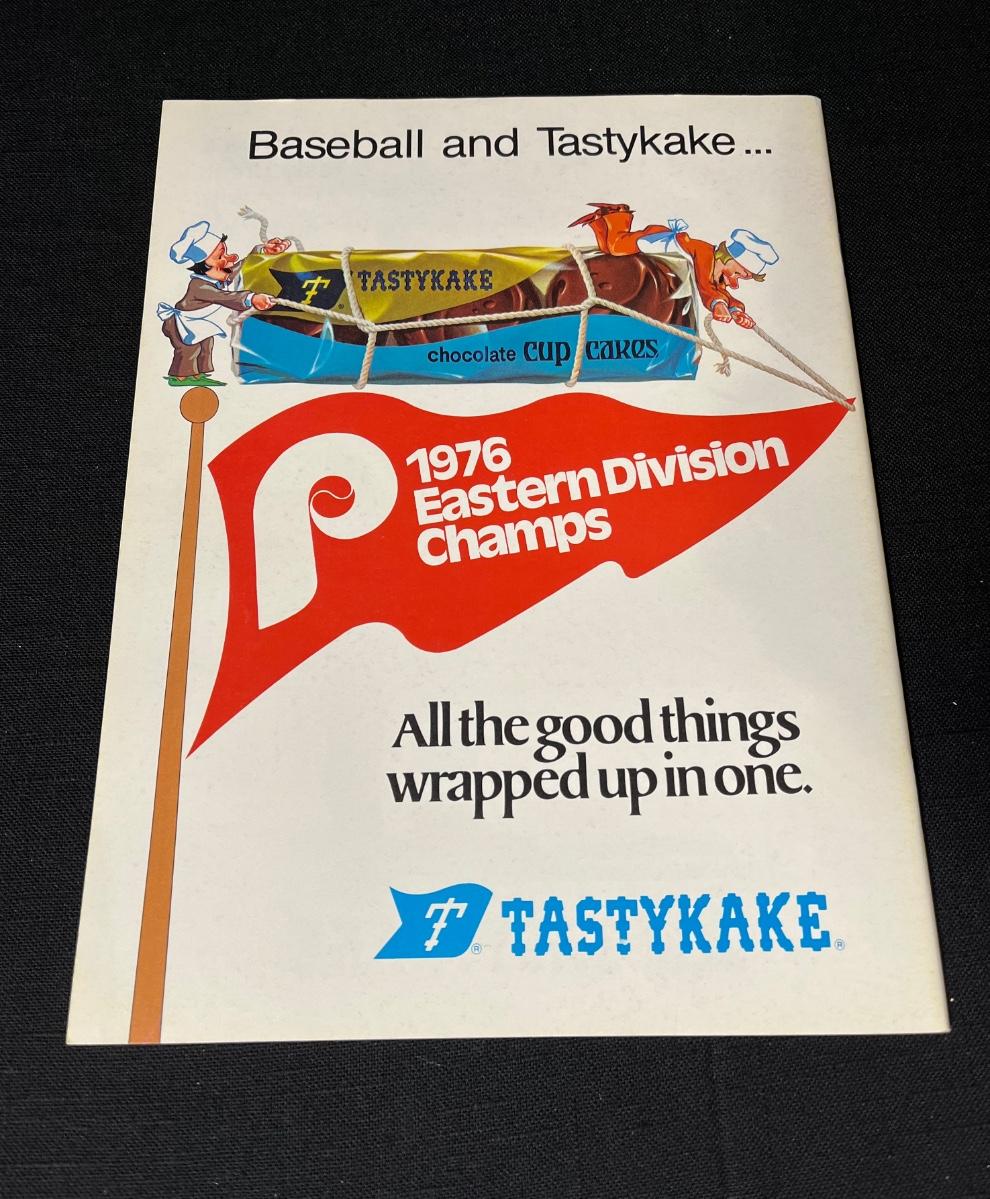 Baseball and Tastykake...
T TASTYKAKE
chocolate cup cakes
P 1976
Eastern Division
Champs
All the good things
wrapped up in one.
T® TASTYKAKE®